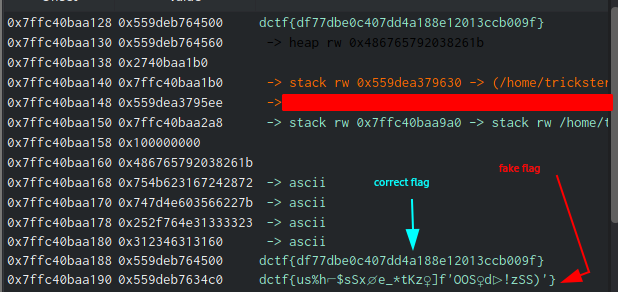 0x7ffc40baa128 0x559deb764500 dctf{df77dbe0c407dd4a188e12013ccb009f}
0x7ffc40baa130 0x559deb764560 -> heap rw 0x486765792038261b
0x7ffc40baa138 0x2740baa1b0
0x7ffc40baa140 0x7ffc40baa1b0 -> stack rw 0x559dea379630 -> (/home/trickster
0x7ffc40baa148 0x559dea3795ee ->
0x7ffc40baa150 0x7ffc40baa2a8 -> stack rw 0x7ffc40baa9a0 -> stack rw /home/t
0x7ffc40baa158 0x100000000
0x7ffc40baa160 0x486765792038261b
0x7ffc40baa168 0x754b623167242872 -> ascii
0x7ffc40baa170 0x747d4e603566227b -> ascii
0x7ffc40baa178 0x252f764e31333323 -> ascii
0x7ffc40baa180 0x312346313160 -> ascii
correct flag
fake flag
0x7ffc40baa188 0x559deb764500 dctf{df77dbe0c407dd4a188e12013ccb009f}
0x7ffc40baa190 0x559deb7634c0 dctf{us%h⌐$sSx∅e_*tKz♀]f'OOS♀d▷!zSS)'}